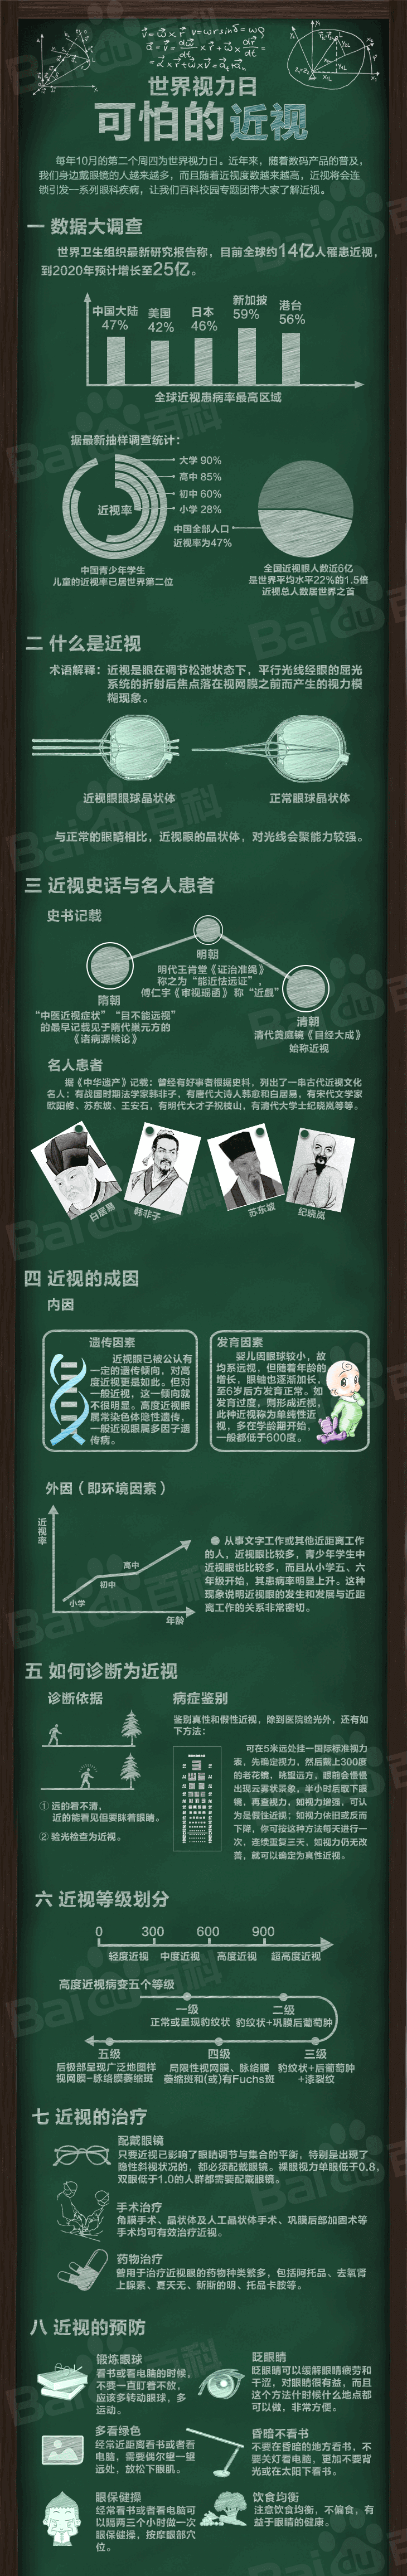 世界视力日
可怕的近视
每年10月的第二个周四为世界视力日。近年来，随着数码产品的普及，
我们身边戴眼镜的人越来越多，而且随着近视度数越来越高，近视将会连
锁引发一系列眼科疾病，让我们百科校园专题团带大家了解近视。
一 数据大调查
世界卫生组织最新研究报告称，目前全球约14亿人罹患近视，
到2020年预计增长至25亿。
中国大陆 47%
美国 42%
日本 46%
新加披 59%
港台 56%
全球近视患病率最高区域
据最新抽样调查统计：
大学 90%
高中 85%
初中 60%
小学 28%
近视率
中国全部人口
近视率为47%
中国青少年学生
儿童的近视率已居世界第二位
全国近视眼人数近6亿
是世界平均水平22%的1.5倍
近视总人数居世界之首
二 什么是近视
术语解释：近视是眼在调节松弛状态下，平行光线经眼的屈光
系统的折射后焦点落在视网膜之前而产生的视力模
糊现象。
近视眼眼球晶状体
正常眼球晶状体
与正常的眼睛相比，近视眼的晶状体，对光线会聚能力较强。
三 近视史话与名人患者
史书记载
明朝
明代王肯堂《证治准绳》
称之为“能近怯远证”，
傅仁宇《审视瑶函》 称“近觑”
隋朝
“中医近视症状” “目不能远视”
的最早记载见于隋代巢元方的
《诸病源候论》
清朝
清代黄庭镜《目经大成》
始称近视
名人患者
据《中华遗产》记载：曾经有好事者根据史料，列出了一串古代近视文化
名人：有战国时期法学家韩非子，有唐代大诗人韩愈和白居易，有宋代文学家
欧阳修、苏东坡、王安石，有明代大才子祝枝山，有清代大学士纪晓岚等等。
白居易
韩非子
苏东坡
纪晓岚
四 近视的成因
内因
遗传因素
近视眼已被公认有
一定的遗传倾向，对高
度近视更是如此。但对
一般近视，这一倾向就
不很明显。高度近视眼
属常染色体隐性遗传，
一般近视眼属多因子遗
传病。
发育因素
婴儿因眼球较小，故
均系远视，但随着年龄的
增长，眼轴也逐渐加长，
至6岁后方发育正常。如
发育过度，则形成近视，
此种近视称为单纯性近
视，多在学龄期开始，
一般都低于600度。
外因（即环境因素）
近视率
小学
初中
高中
年龄
从事文字工作或其他近距离工作
的人，近视眼比较多，青少年学生中
近视眼也比较多，而且从小学五、六
年级开始，其患病率明显上升。这种
现象说明近视眼的发生和发展与近距
离工作的关系非常密切。
五 如何诊断为近视
诊断依据
① 远的看不清，
近的能看见但要眯着眼睛。
② 验光检查为近视。
病症鉴别
鉴别真性和假性近视，除到医院验光外，还有如
下方法：
可在5米远处挂一国际标准视力
表，先确定视力，然后戴上300度
的老花镜，眺望远方，眼前会慢慢
出现云雾状景象，半小时后取下眼
镜，再查视力，如视力增强，可认
为是假性近视；如视力依旧或反而
下降，你可按这种方法每天进行一
次，连续重复三天，如视力仍无改
善，就可以确定为真性近视。
六 近视等级划分
0 300 600 900
轻度近视 中度近视 高度近视 超高度近视
高度近视病变五个等级
一级
正常或呈现豹纹状
二级
豹纹状+巩膜后葡萄肿
三级
豹纹状+后葡萄肿
+漆裂纹
四级
局限性视网膜、脉络膜
萎缩斑和(或)有Fuchs斑
五级
后极部呈现广泛地图样
视网膜-脉络膜萎缩斑
七 近视的治疗
配戴眼镜
只要近视已影响了眼睛调节与集合的平衡，特别是出现了
隐性斜视状况的，都必须配戴眼镜。裸眼视力单眼低于0.8，
双眼低于1.0的人群都需要配戴眼镜。
手术治疗
角膜手术、晶状体及人工晶状体手术、巩膜后部加固术等
手术均可有效治疗近视。
药物治疗
曾用于治疗近视眼的药物种类繁多，包括阿托品、去氧肾
上腺素、夏天无、新斯的明、托品卡胺等。
八 近视的预防
锻炼眼球
看书或看电脑的时候，
不要一直盯着不放，
应该多转动眼球，多
运动。
眨眼睛
眨眼睛可以缓解眼睛疲劳和
干涩，对眼睛很有益，而且
这个方法什时候什么地点都
可以做，非常方便。
多看绿色
经常近距离看书或者看
电脑，需要偶尔望一望
远处，放松下眼肌。
昏暗不看书
不要在昏暗的地方看书，不
要关灯看电脑，更加不要背
光或在太阳下看书。
眼保健操
经常看书或者看电脑可
以隔两三个小时做一次
眼保健操，按摩眼部穴
位。
饮食均衡
注意饮食均衡，不偏食，有
益于眼睛的健康。